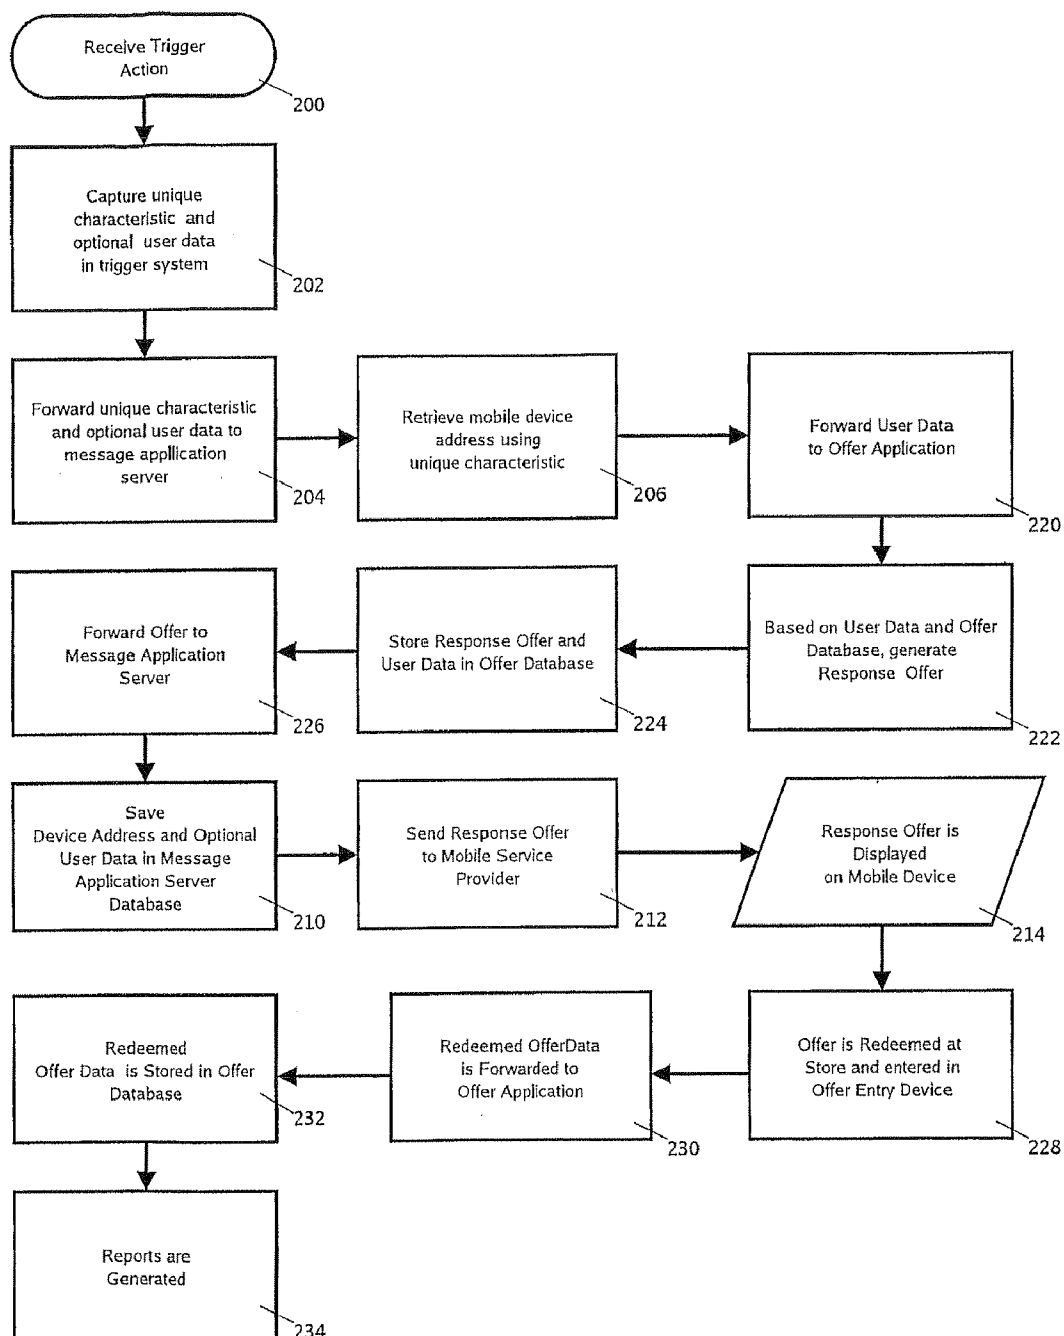 Receive Trigger
Action
200
Capture unique
characteristic and
optional user data
in trigger system
202
Forward unique characteristic
and optional user data to
message appllication
server
204
Retrieve mobile device
address using
unique characteristic
206
Forward User Data
to Offer Application
220
Based on User Data and Offer
Database, generate
Response Offer
222
Store Response Offer and
User Data in Offer Database
224
Forward Offer to
Message Application
Server
226
Save
Device Address and Optional
User Data in Message
Application Server
Database
210
Send Response Offer
to Mobile Service
Provider
212
Response Offer is
Displayed
on Mobile Device
214
Offer is Redeemed at
Store and entered in
Offer Entry Device
228
Redeemed OfferData
is Forwarded to
Offer Application
230
Redeemed
Offer Data is Stored in Offer
Database
232
Reports are
Generated
234